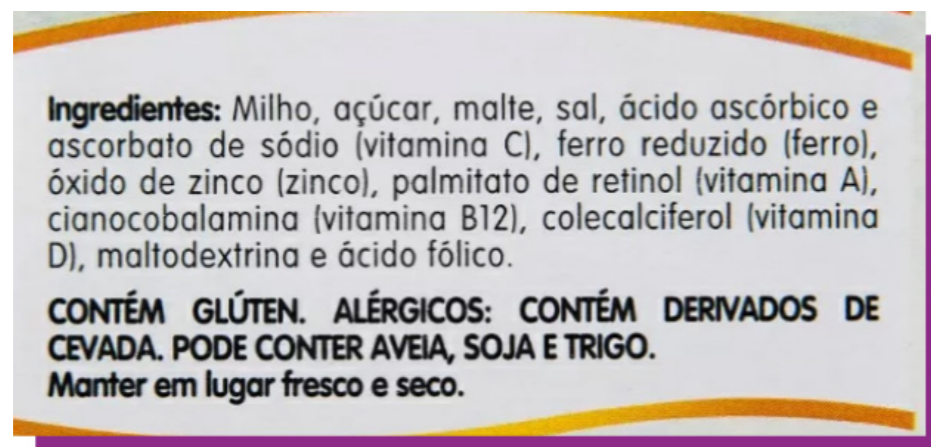 Ingredientes: Milho, açúcar, malte, sal, ácido ascórbico e
ascorbato de sódio (vitamina C), ferro reduzido (ferro),
óxido de zinco (zinco), palmitato de retinol (vitamina A),
cianocobalamina (vitamina B12), colecalciferol (vitamina
D), maltodextrina e ácido fólico.
CONTÉM GLÚTEN. ALÉRGICOS: CONTÉM DERIVADOS DE
CEVADA. PODE CONTER AVEIA, SOJA E TRIGO.
Manter em lugar fresco e seco.